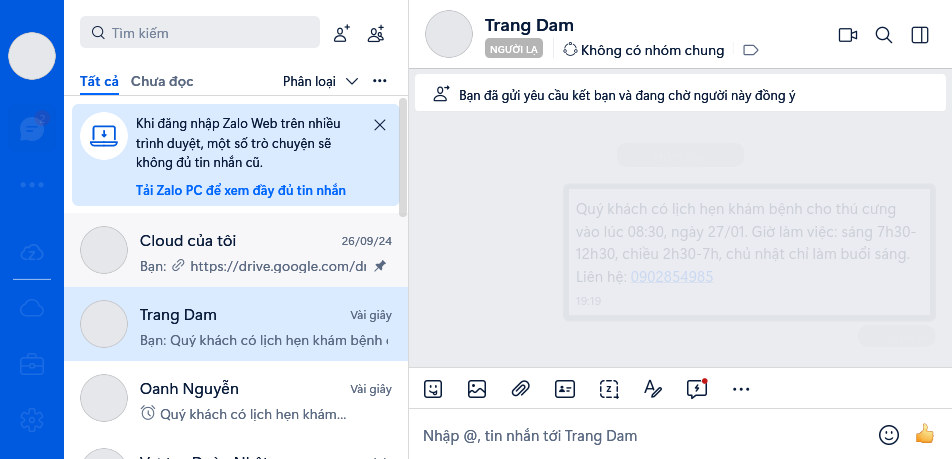 Tìm kiếm
Tất cả Chưa đọc Phân loại
Khi đăng nhập Zalo Web trên nhiều
trình duyệt, một số trò chuyện sẽ
không đủ tin nhắn cũ.
Tải Zalo PC để xem đầy đủ tin nhắn
Cloud của tôi 26/09/24
Bạn: https://drive.google.com/dr
Trang Dam Vài giây
Bạn: Quý khách có lịch hẹn khám bệnh c
Oanh Nguyễn Vài giây
Quý khách có lịch hẹn khám...
Trang Dam
NGƯỜI LẠ Không có nhóm chung
Bạn đã gửi yêu cầu kết bạn và đang chờ người này đồng ý
Quý khách có lịch hẹn khám bệnh cho thú cưng
vào lúc 08:30, ngày 27/01. Giờ làm việc: sáng 7h30-
12h30, chiều 2h30-7h, chủ nhật chỉ làm buổi sáng.
Liên hệ: 0902854985
19:19
Nhập @, tin nhắn tới Trang Dam